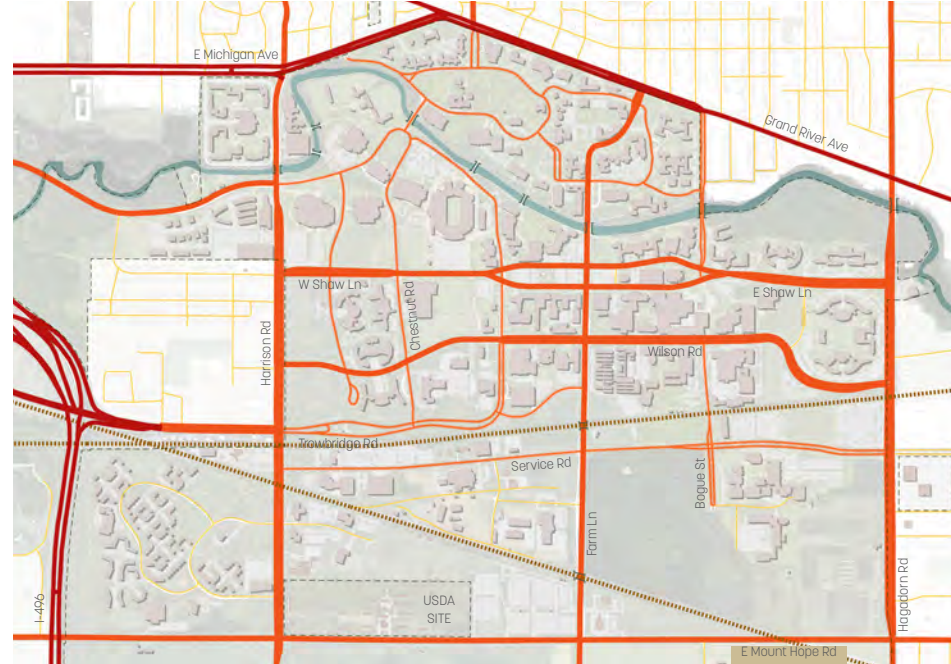 E Michigan Ave
Grand River Ave
W Shaw Ln
E Shaw Ln
Chestnut Rd
Harrison Rd
Wilson Rd
Trowbridge Rd
Service Rd
Bogue St
Farm Ln
Hagadorn Rd
I-496
USDA
SITE
E Mount Hope Rd